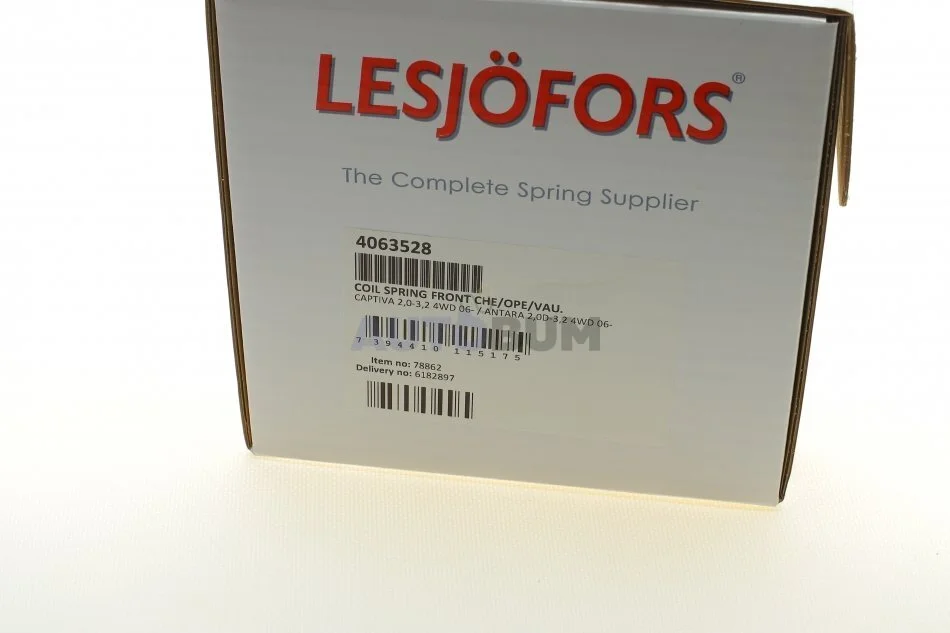 LESJÖFORS®
The Complete Spring Supplier
4063528
COIL SPRING FRONT CHE/OPE/VAU.
CAPTIVA 2,0-3,2 4WD 06- / ANTARA 2,0D-3,2 4WD 06-
AUTOBUM
7 394410 115175
Item no: 78862
Delivery no: 6182897